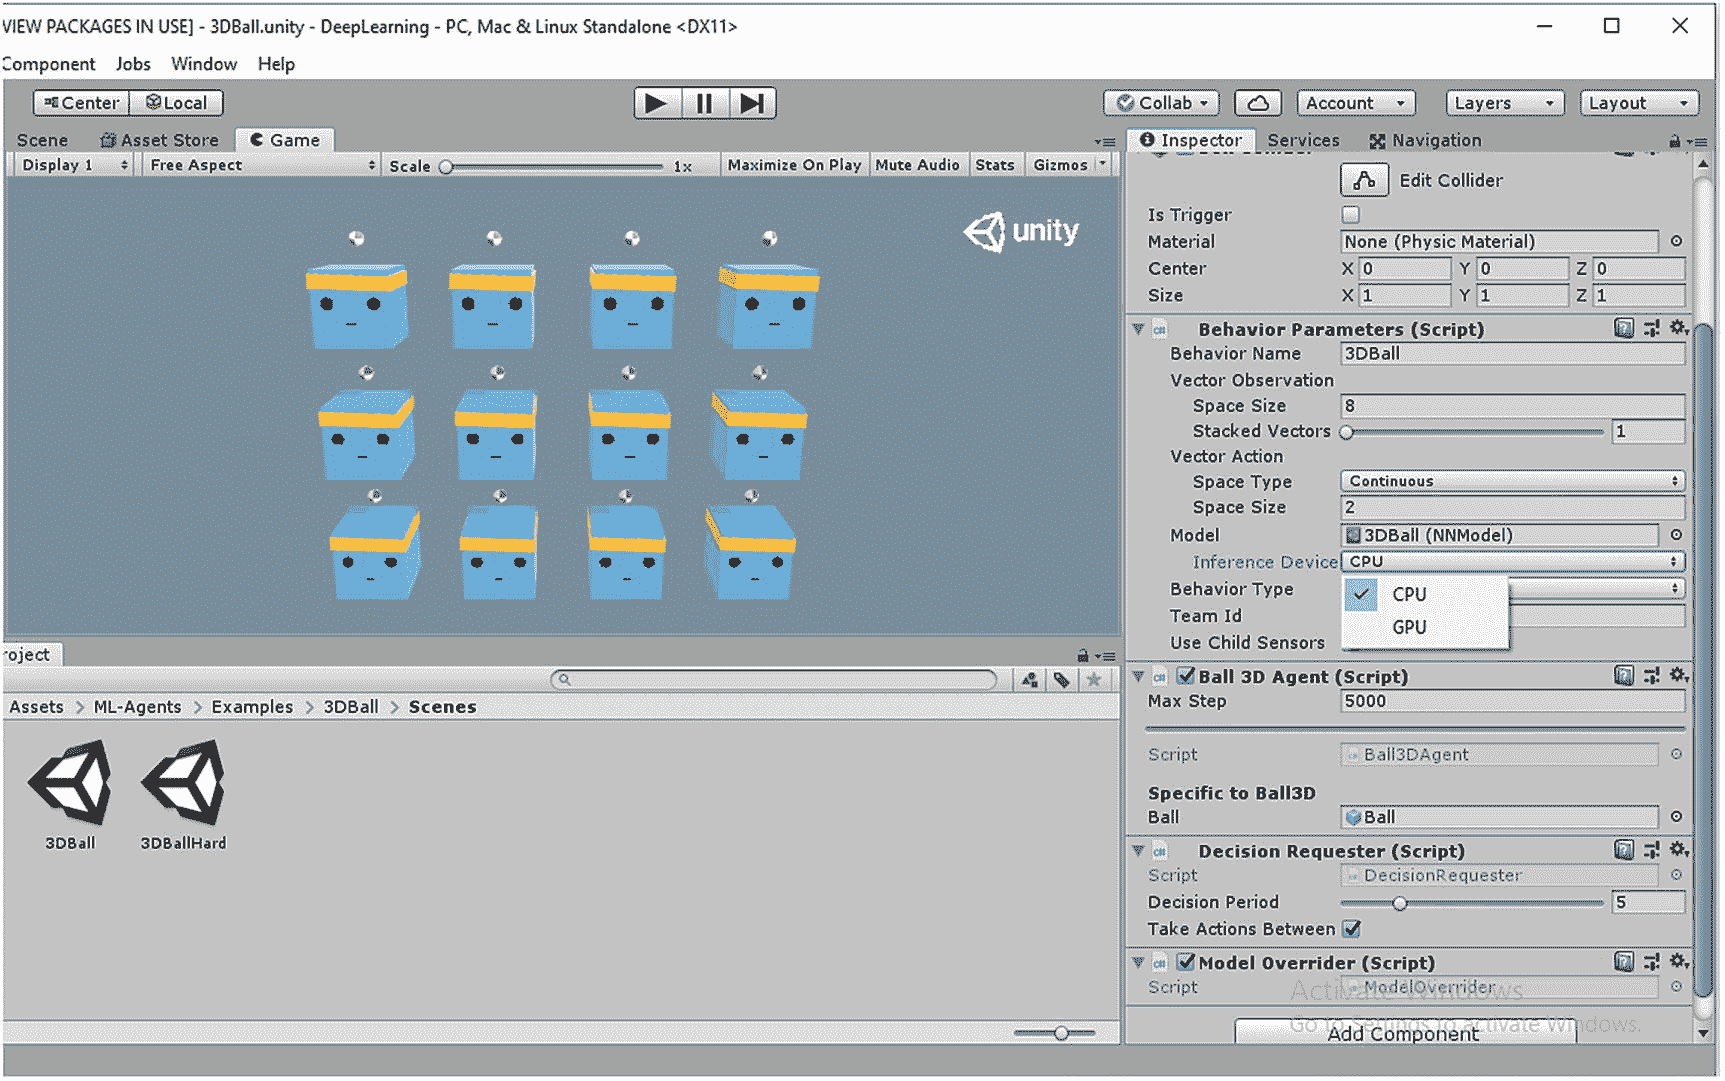 VIEW PACKAGES IN USE] - 3DBall.unity - DeepLearning - PC, Mac & Linux Standalone <DX11>
Component Jobs Window Help
Center Local Collab Account Layers Layout
Scene Asset Store Game
Display 1 Free Aspect Scale 1x Maximize On Play Mute Audio Stats Gizmos
unity
Inspector Services Navigation
Edit Collider
Is Trigger
Material None (Physic Material)
Center X 0 Y 0 Z 0
Size X 1 Y 1 Z 1
Behavior Parameters (Script)
Behavior Name 3DBall
Vector Observation
Space Size 8
Stacked Vectors 1
Vector Action
Space Type Continuous
Space Size 2
Model 3DBall (NNModel)
Inference Device CPU
Behavior Type CPU
Team Id GPU
Use Child Sensors
Ball 3D Agent (Script)
Max Step 5000
Script Ball3DAgent
Specific to Ball3D
Ball Ball
Decision Requester (Script)
Script DecisionRequester
Decision Period 5
Take Actions Between
Model Overrider (Script)
Script ModelOverrider
Activate Windows
Go to Settings to activate Windows.
Add Component
roject
Assets > ML-Agents > Examples > 3DBall > Scenes
3DBall 3DBallHard